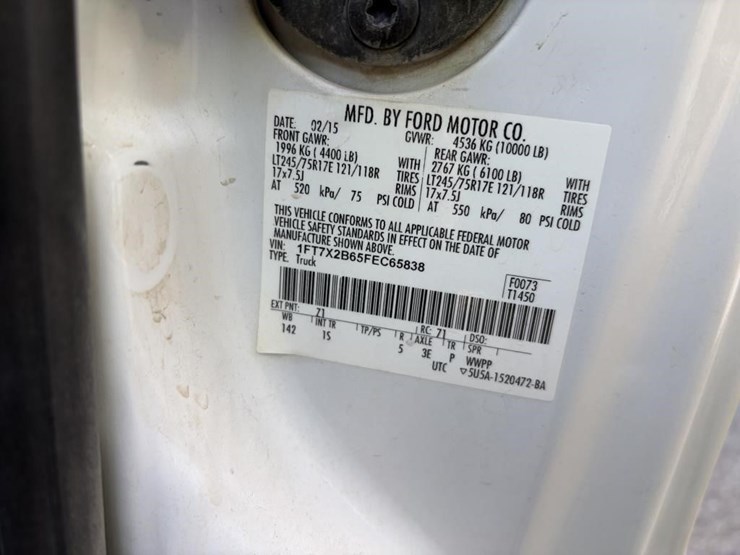 MFD. BY FORD MOTOR CO.
DATE: 02/15 GVWR: 4536 KG (10000 LB)
FRONT GAWR: REAR GAWR:
1996 KG ( 4400 LB) WITH 2767 KG ( 6100 LB) WITH
LT245/75R17E 121/118R TIRES LT245/75R17E 121/118R TIRES
17x7.5J RIMS 17x7.5J RIMS
AT 520 kPa/ 75 PSI COLD AT 550 kPa/ 80 PSI COLD
THIS VEHICLE CONFORMS TO ALL APPLICABLE FEDERAL MOTOR
VEHICLE SAFETY STANDARDS IN EFFECT ON THE DATE OF
MANUFACTURE SHOWN ABOVE.
VIN: 1FT7X2B65FEC65838
TYPE: Truck
F0073
T1450
EXT PNT: Z1 RC: 71 DSO:
WB INT TR TP/PS R AXLE TR SPR
142 1S 5 3E P WWPP
UTC ▽5U5A-1520472-BA